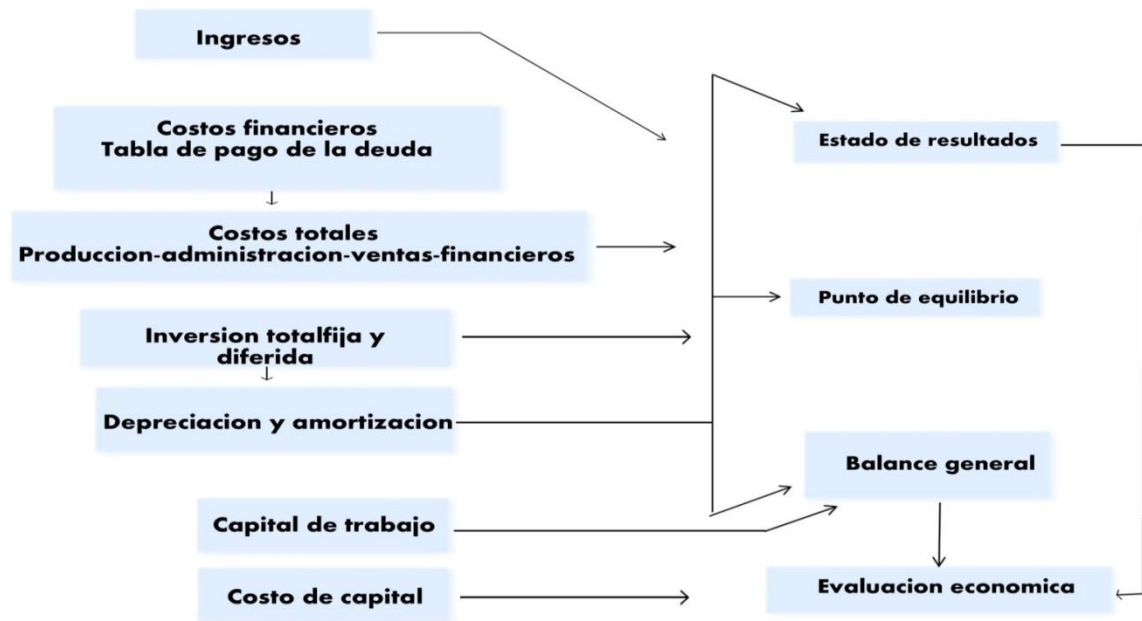 Ingresos
Costos financieros
Tabla de pago de la deuda
Costos totales
Produccion-administracion-ventas-financieros
Inversion totalfija y
diferida
Depreciacion y amortizacion
Capital de trabajo
Costo de capital
Estado de resultados
Punto de equilibrio
Balance general
Evaluacion economica